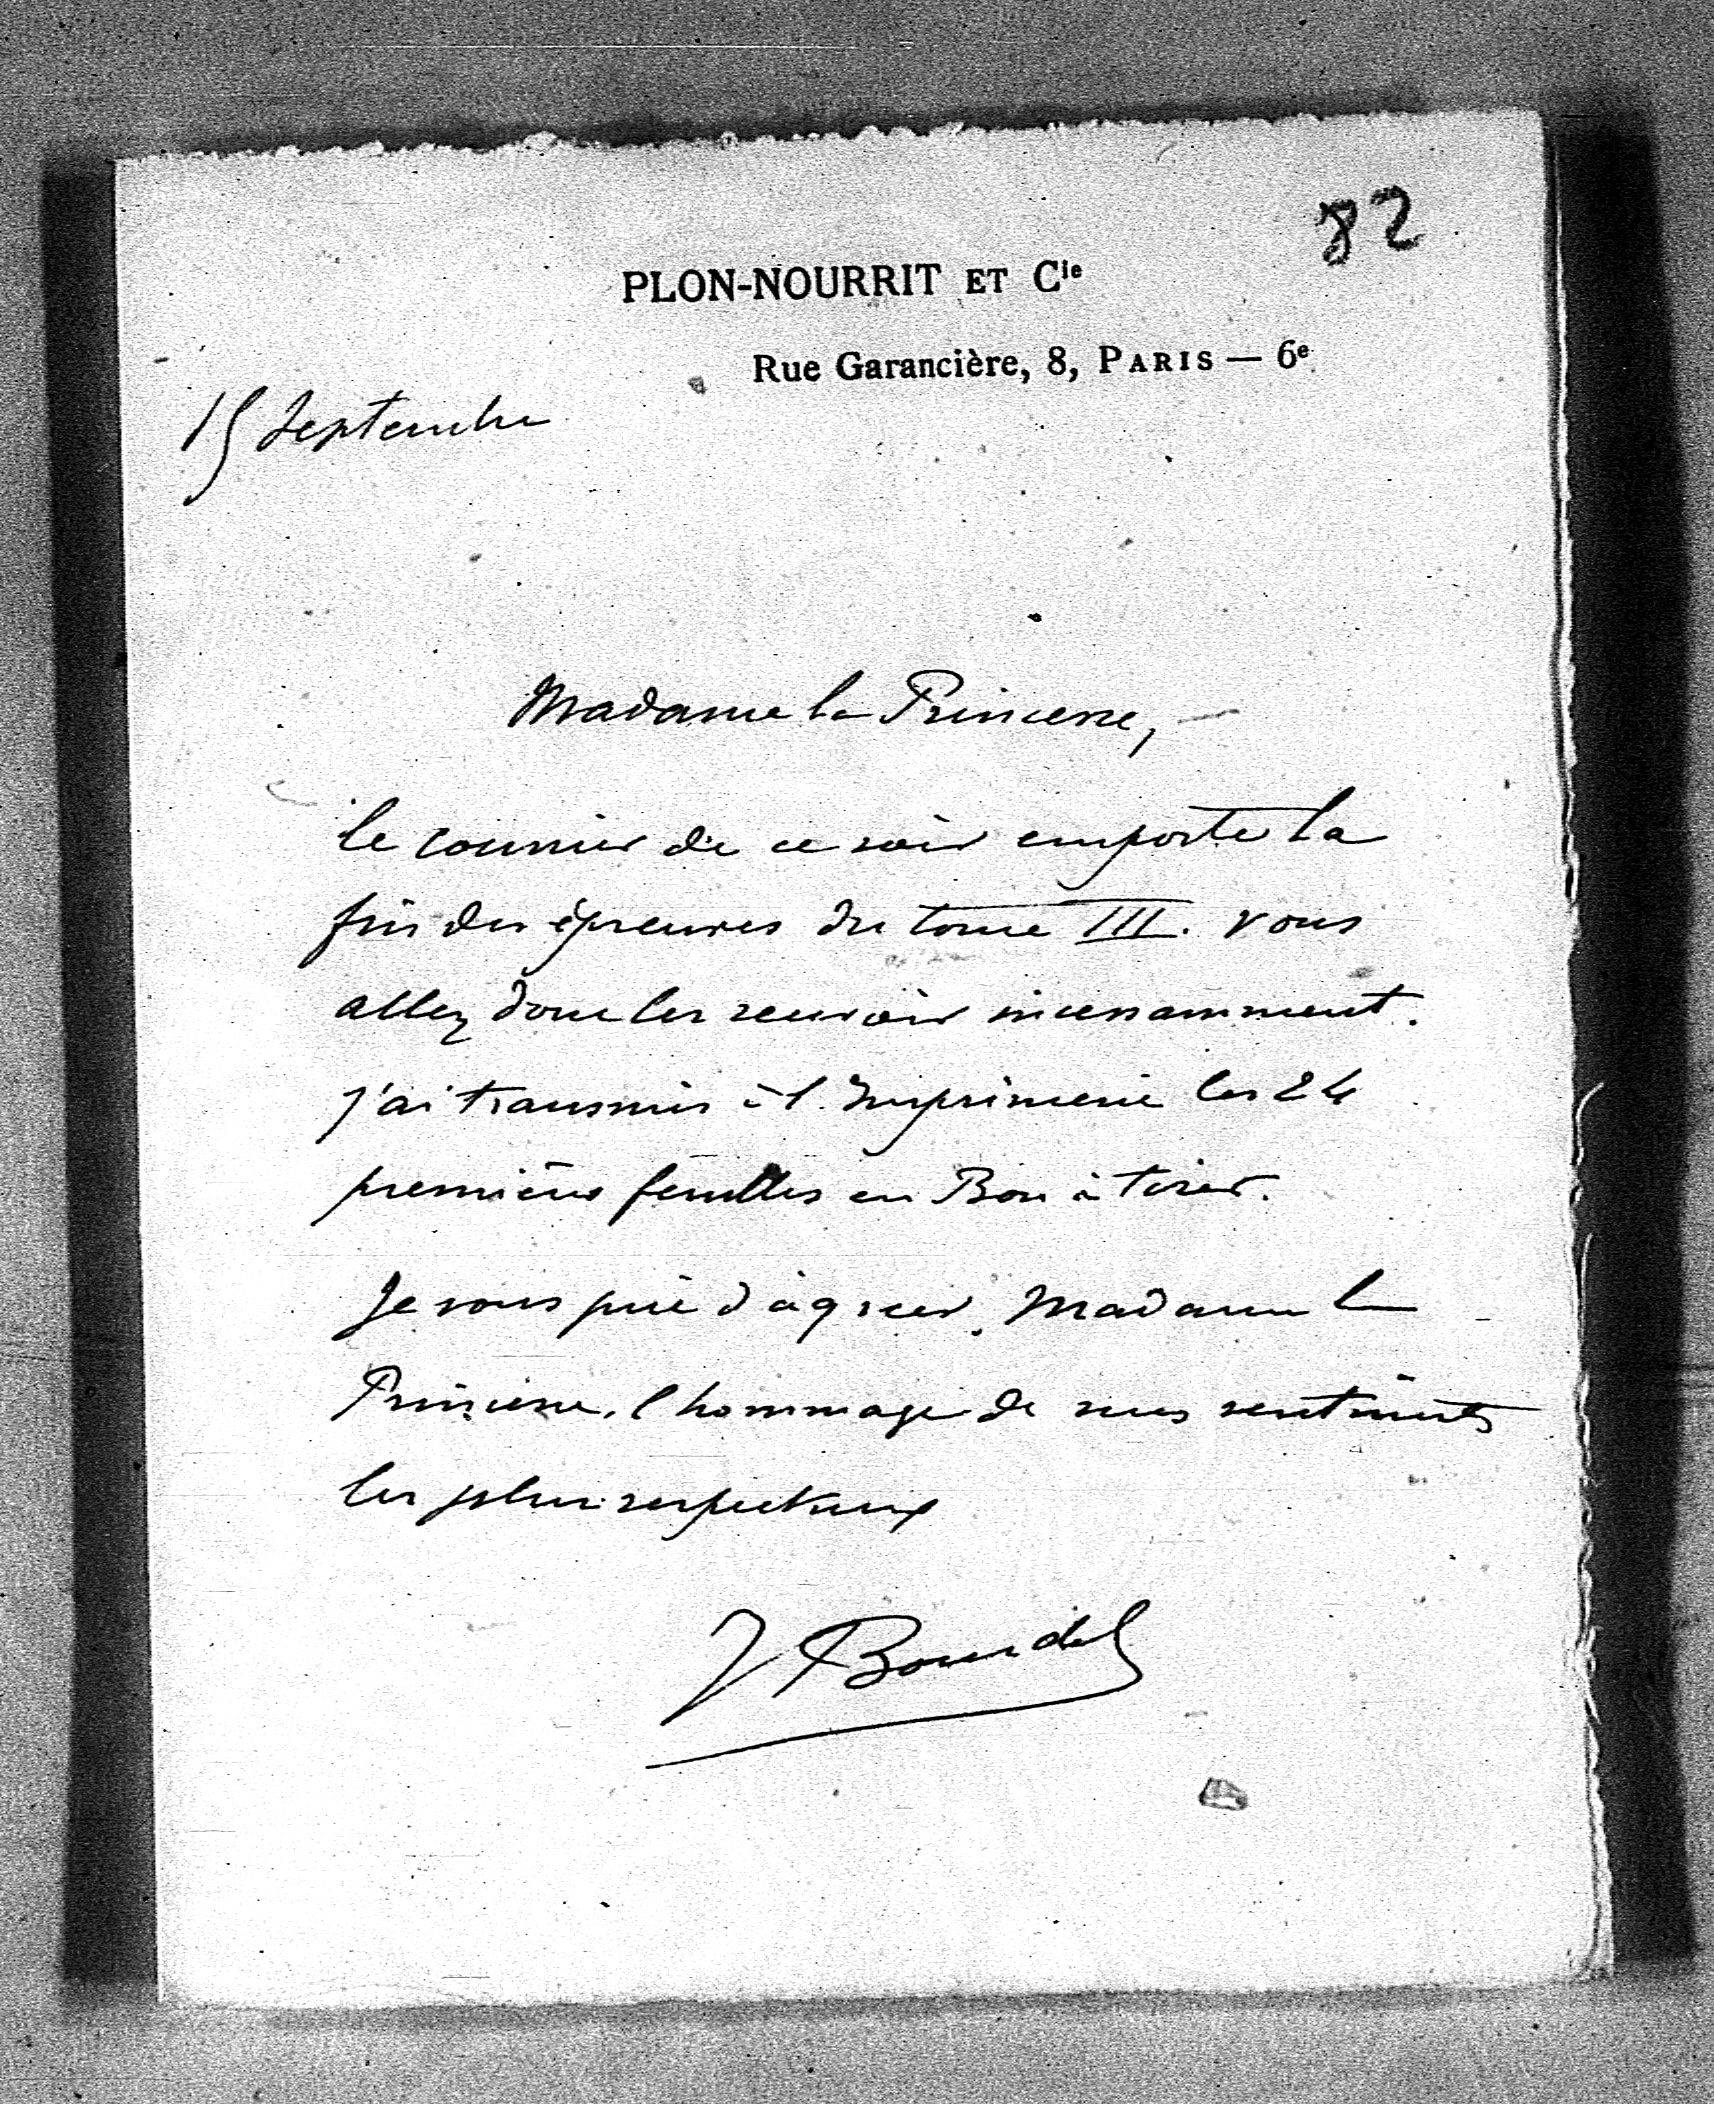 82
PLON-NOURRIT ET Cie
Rue Garancière, 8, PARIS — 6e
15 Septembre
Madame la Princesse,
le courrier de ce soir emporte la
fin des épreuves du tome III. Vous
allez donc les recevoir incessamment.
J'ai transmis à l'Imprimerie les 24
premières feuilles en Bon à tirer.
Je vous prie d'agréer, Madame la
Princesse, l'hommage de mes sentiments
les plus respectueux
J Bourdel